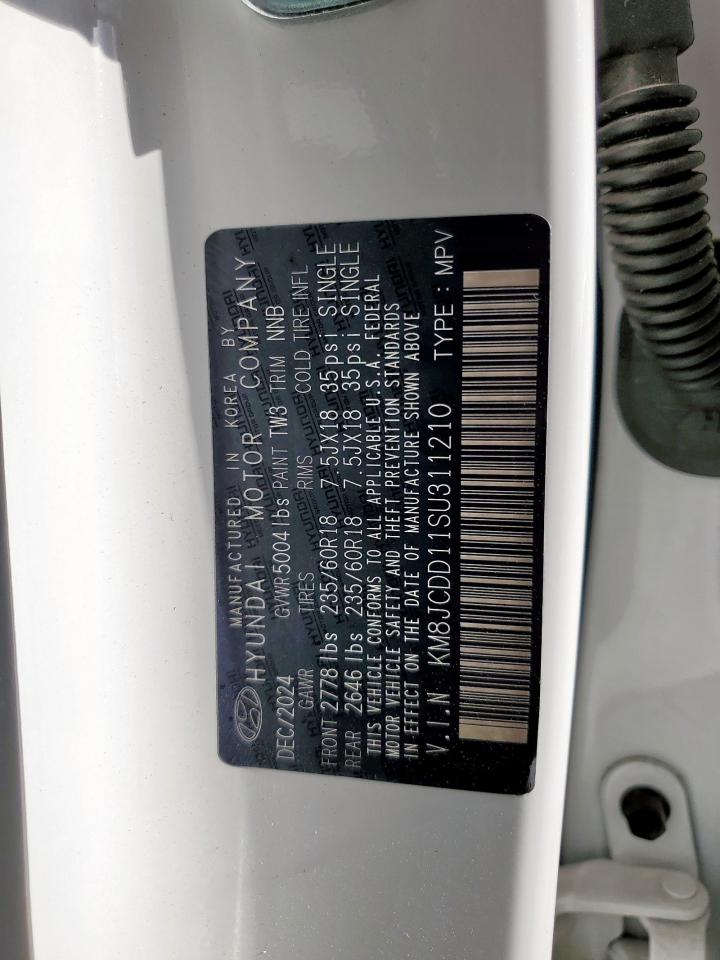 MANUFACTURED IN KOREA BY
HYUNDAI MOTOR COMPANY
DEC/2024 GVWR 5004 lbs PAINT TW3 TRIM NNB
GAWR TIRES RMS COLD TIRE INFL
FRONT 2778 lbs 235/60R18 7.5JX18 35psi SINGLE
REAR 2646 lbs 235/60R18 7.5JX18 35psi SINGLE
THIS VEHICLE CONFORMS TO ALL APPLICABLE U.S.A. FEDERAL
MOTOR VEHICLE SAFETY AND THEFT PREVENTION STANDARDS
IN EFFECT ON THE DATE OF MANUFACTURE SHOWN ABOVE
V.I.N KM8JCDD11SU311210 TYPE : MPV